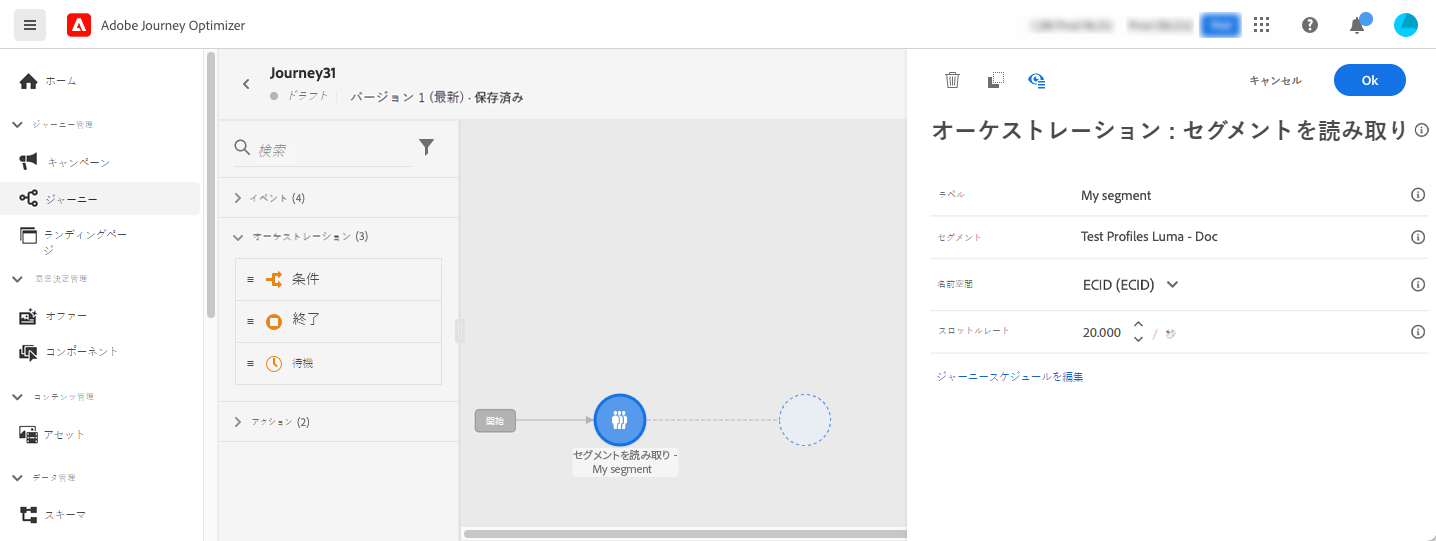 Adobe Journey Optimizer
ホーム
ジャーニー管理
キャンペーン
ジャーニー
ランディングペー
ジ
意思決定管理
オファー
コンポーネント
コンテンツ管理
アセット
データ管理
スキーマ
Journey31
ドラフト バージョン 1 (最新) · 保存済み
検索
イベント (4)
オーケストレーション (3)
条件
終了
待機
アクション (2)
開始
セグメントを読み取り -
My segment
キャンセル Ok
オーケストレーション : セグメントを読み取り
ラベル My segment
セグメント Test Profiles Luma - Doc
名前空間 ECID (ECID)
スロットルレート 20.000 /
ジャーニースケジュールを編集